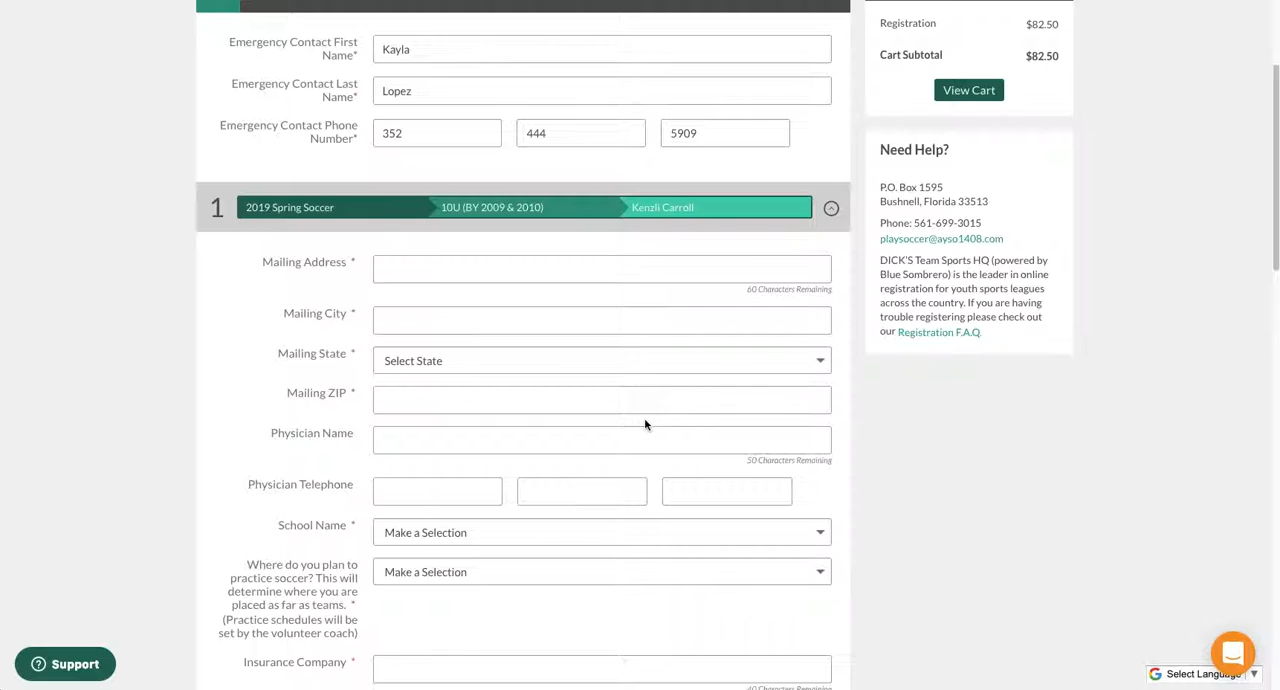 Emergency Contact First
Name*
Kayla
Emergency Contact Last
Name*
Lopez
Emergency Contact Phone
Number*
352
444
5909
1
2019 Spring Soccer
10U (BY 2009 & 2010)
Kenzli Carroll
Mailing Address *
60 Characters Remaining
Mailing City *
Mailing State *
Select State
Mailing ZIP *
Physician Name
50 Characters Remaining
Physician Telephone
School Name *
Make a Selection
Where do you plan to
practice soccer? This will
determine where you are
placed as far as teams. *
(Practice schedules will be
set by the volunteer coach)
Make a Selection
Insurance Company *
40 Characters Remaining
Registration
$82.50
Cart Subtotal
$82.50
View Cart
Need Help?
P.O. Box 1595
Bushnell, Florida 33513
Phone: 561-699-3015
playsoccer@ayso1408.com
DICK'S Team Sports HQ (powered by
Blue Sombrero) is the leader in online
registration for youth sports leagues
across the country. If you are having
trouble registering please check out
our Registration F.A.Q.
Support
Select Language